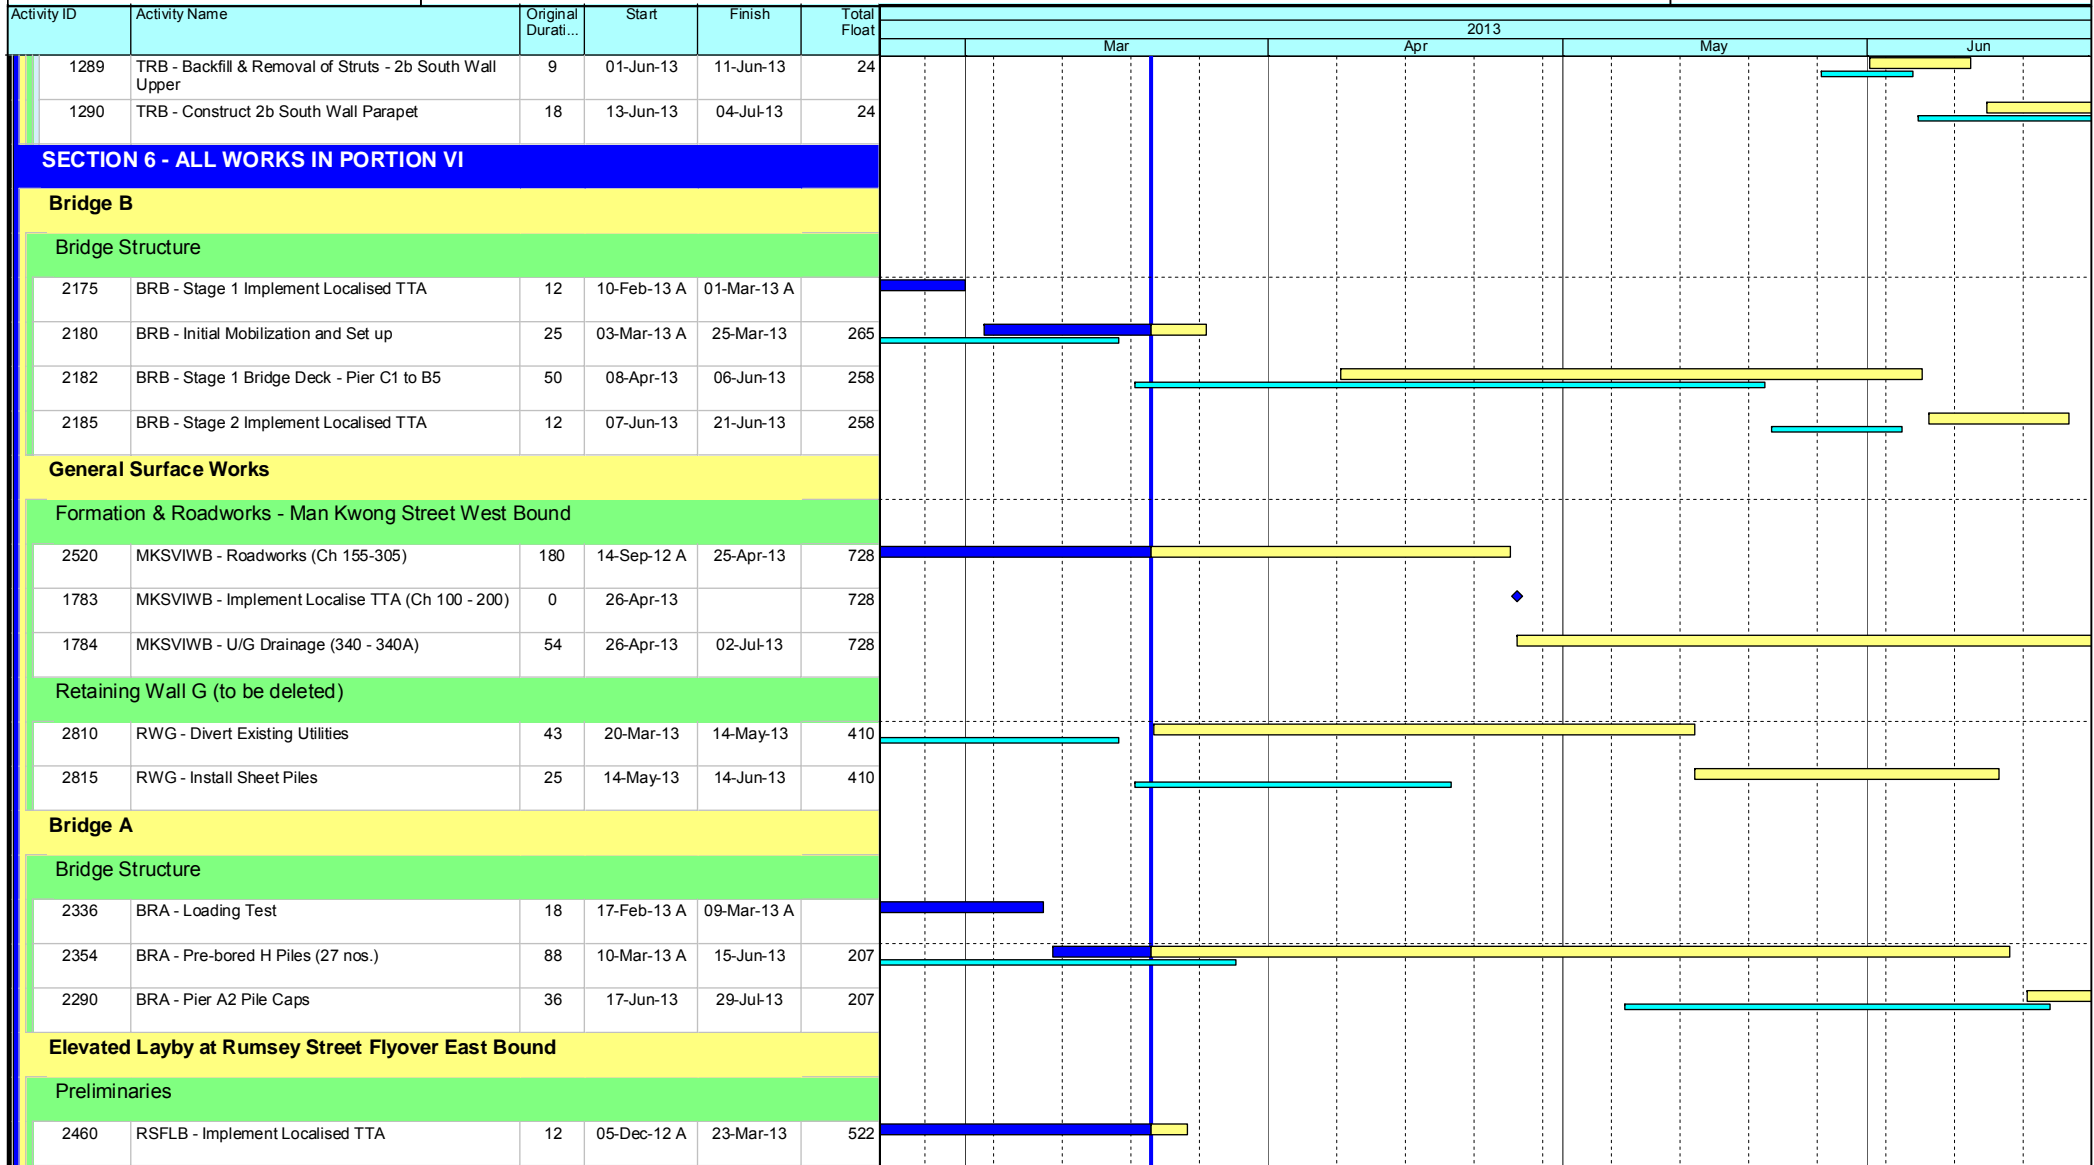 Activity ID Activity Name Original Start Finish Total
Durati... Float
2013
Mar Apr May Jun
1289 TRB - Backfill & Removal of Struts - 2b South Wall 9 01-Jun-13 11-Jun-13 24
Upper
1290 TRB - Construct 2b South Wall Parapet 18 13-Jun-13 04-Jul-13 24
SECTION 6 - ALL WORKS IN PORTION VI
Bridge B
Bridge Structure
2175 BRB - Stage 1 Implement Localised TTA 12 10-Feb-13 A 01-Mar-13 A
2180 BRB - Initial Mobilization and Set up 25 03-Mar-13 A 25-Mar-13 265
2182 BRB - Stage 1 Bridge Deck - Pier C1 to B5 50 08-Apr-13 06-Jun-13 258
2185 BRB - Stage 2 Implement Localised TTA 12 07-Jun-13 21-Jun-13 258
General Surface Works
Formation & Roadworks - Man Kwong Street West Bound
2520 MKSVIWB - Roadworks (Ch 155-305) 180 14-Sep-12 A 25-Apr-13 728
1783 MKSVIWB - Implement Localise TTA (Ch 100 - 200) 0 26-Apr-13 728
1784 MKSVIWB - U/G Drainage (340 - 340A) 54 26-Apr-13 02-Jul-13 728
Retaining Wall G (to be deleted)
2810 RWG - Divert Existing Utilities 43 20-Mar-13 14-May-13 410
2815 RWG - Install Sheet Piles 25 14-May-13 14-Jun-13 410
Bridge A
Bridge Structure
2336 BRA - Loading Test 18 17-Feb-13 A 09-Mar-13 A
2354 BRA - Pre-bored H Piles (27 nos.) 88 10-Mar-13 A 15-Jun-13 207
2290 BRA - Pier A2 Pile Caps 36 17-Jun-13 29-Jul-13 207
Elevated Layby at Rumsey Street Flyover East Bound
Preliminaries
2460 RSFLB - Implement Localised TTA 12 05-Dec-12 A 23-Mar-13 522